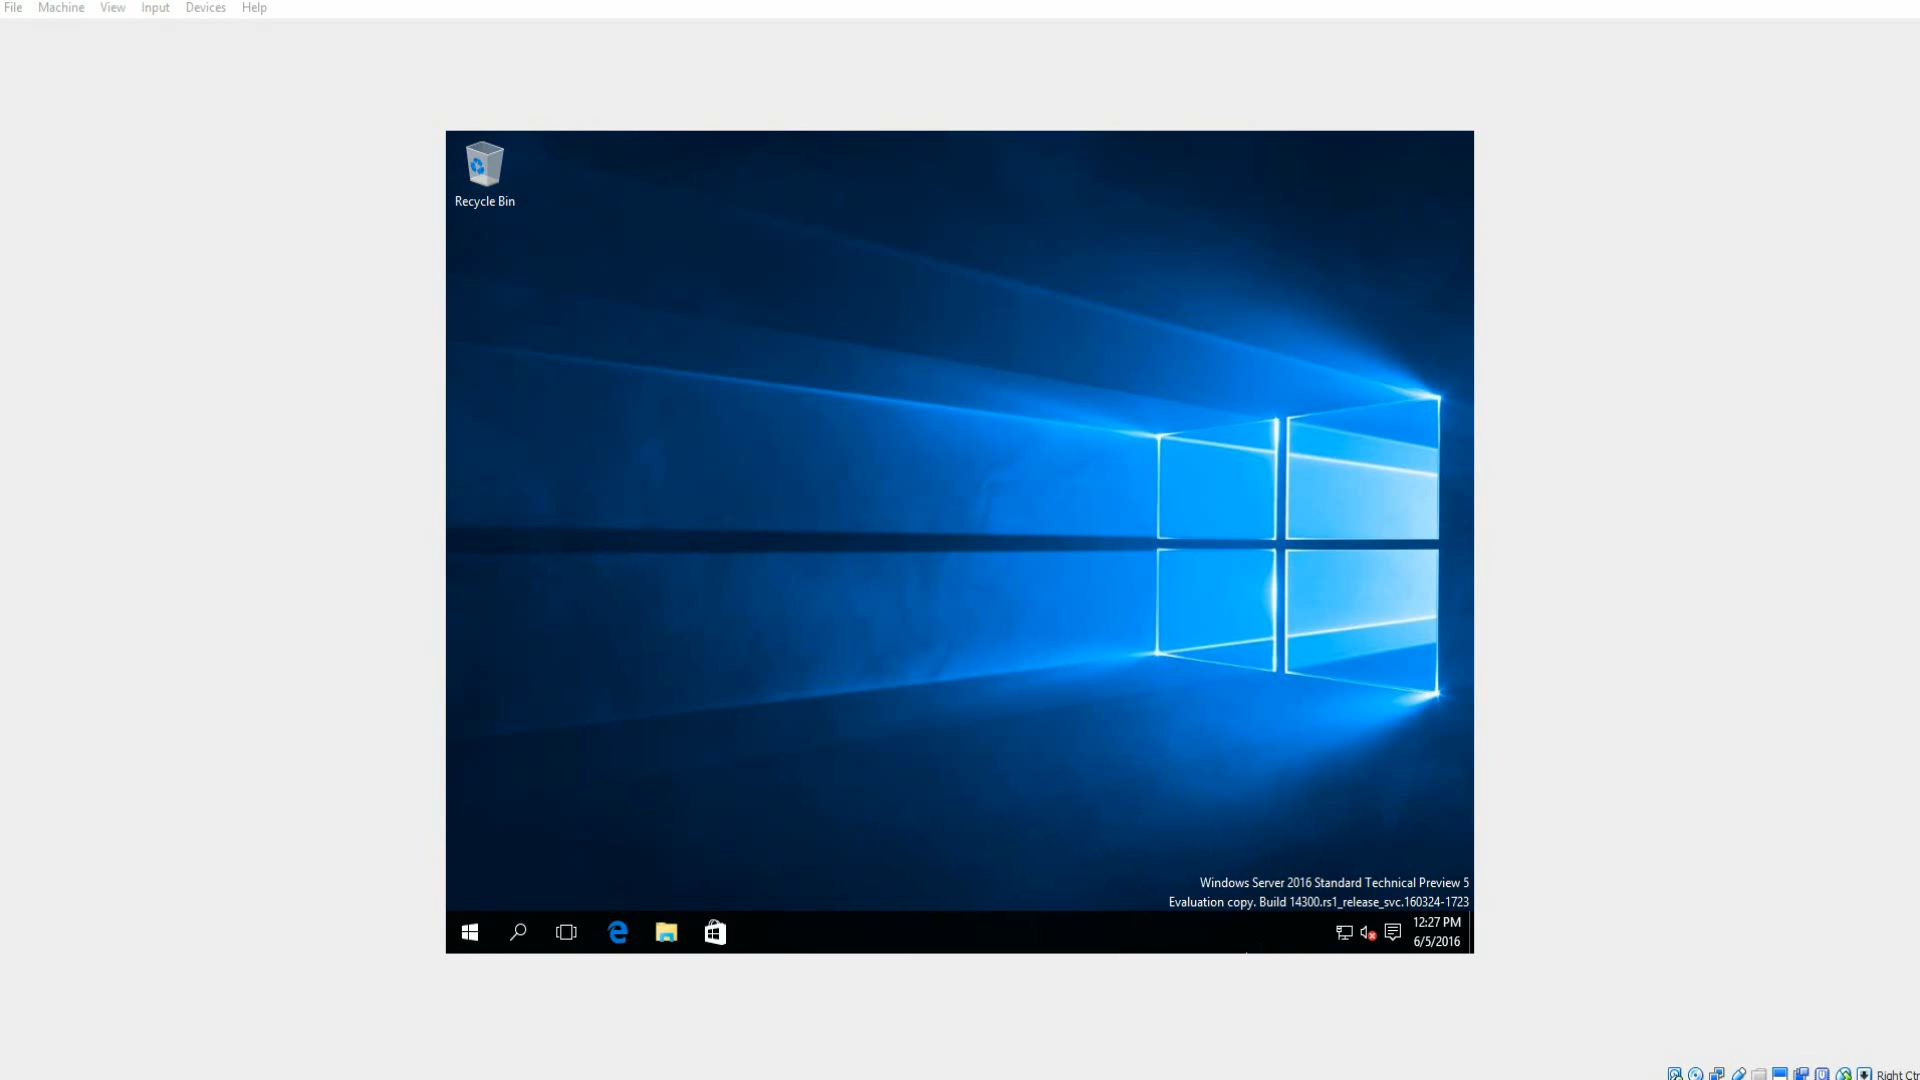 File Machine View Input Devices Help
Recycle Bin
Windows Server 2016 Standard Technical Preview 5
Evaluation copy. Build 14300.rs1_release_svc.160324-1723
12:27 PM
6/5/2016
Right Ctr